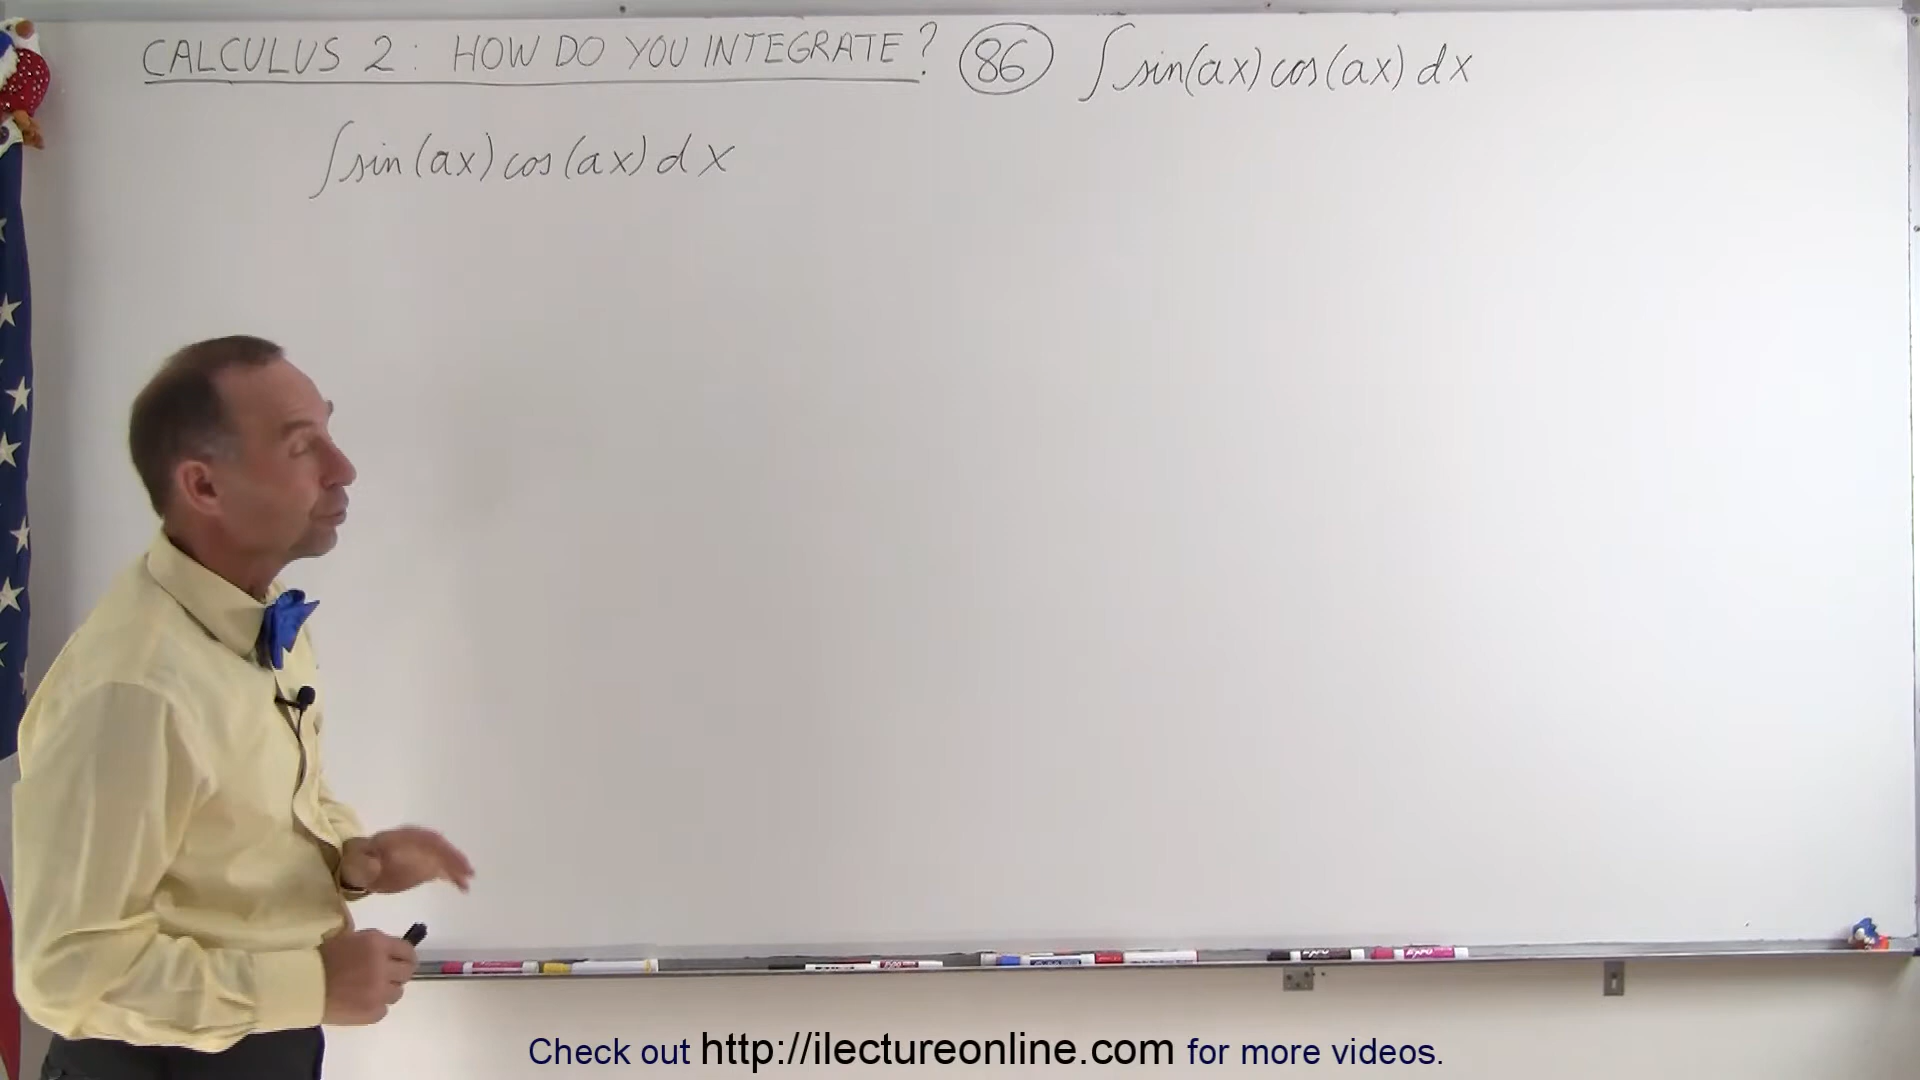 CALCULUS 2: HOW DO YOU INTEGRATE? 86 ∫sin(ax)cos(ax)dx
∫sin(ax)cos(ax)dx
Check out http://ilectureonline.com for more videos.